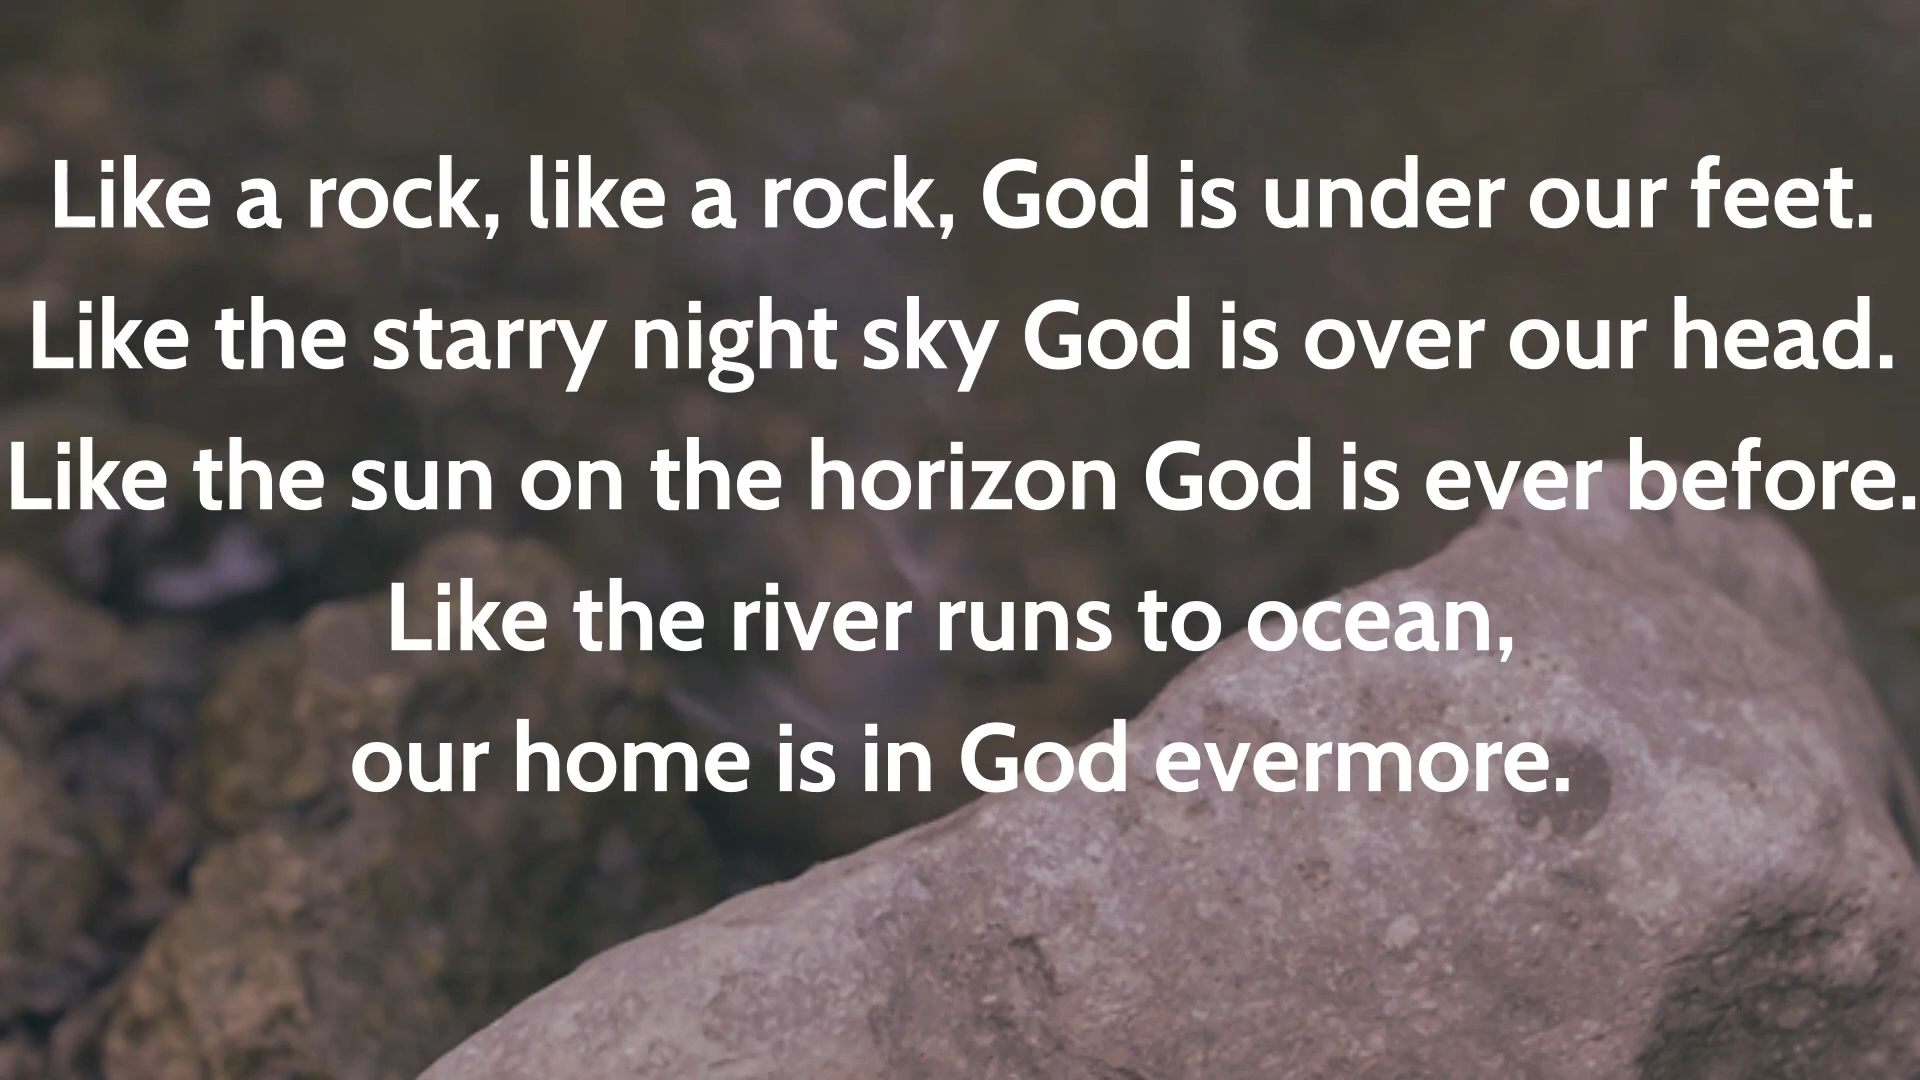 Like a rock, like a rock, God is under our feet.
Like the starry night sky God is over our head.
Like the sun on the horizon God is ever before.
Like the river runs to ocean,
our home is in God evermore.